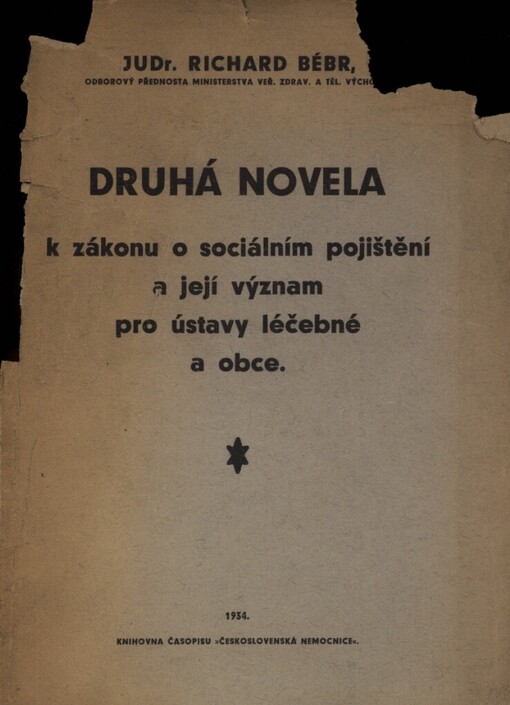 JUDr. RICHARD BÉBR,
ODBOROVÝ PŘEDNOSTA MINISTERSTVA VEŘ. ZDRAV. A TĚL.
DRUHÁ NOVELA
k zákonu o sociálním pojištění
a její význam
pro ústavy léčebné
a obce.
1934.
KNIHOVNA ČASOPISU »ČESKOSLOVENSKÁ NEMOCNICE«.